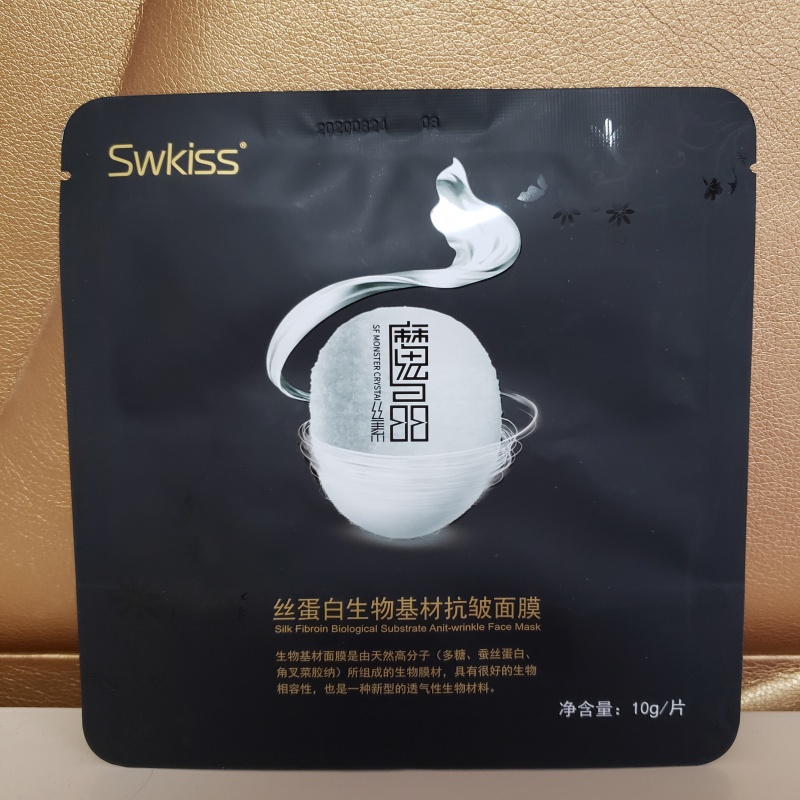 20200821 08
Swkiss®
魔晶
SF MONSTER CRYSTAL
丝蛋白生物基材抗皱面膜
Silk Fibroin Biological Substrate Anit-wrinkle Face Mask
生物基材面膜是由天然高分子（多糖、蚕丝蛋白、
角叉菜胶纳）所组成的生物膜材，具有很好的生物
相容性，也是一种新型的透气性生物材料。
净含量：10g/片